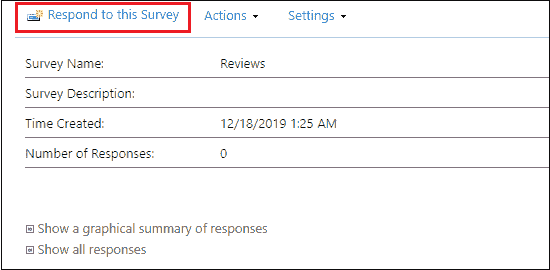 Respond to this Survey Actions Settings
Survey Name: Reviews
Survey Description:
Time Created: 12/18/2019 1:25 AM
Number of Responses: 0
Show a graphical summary of responses
Show all responses